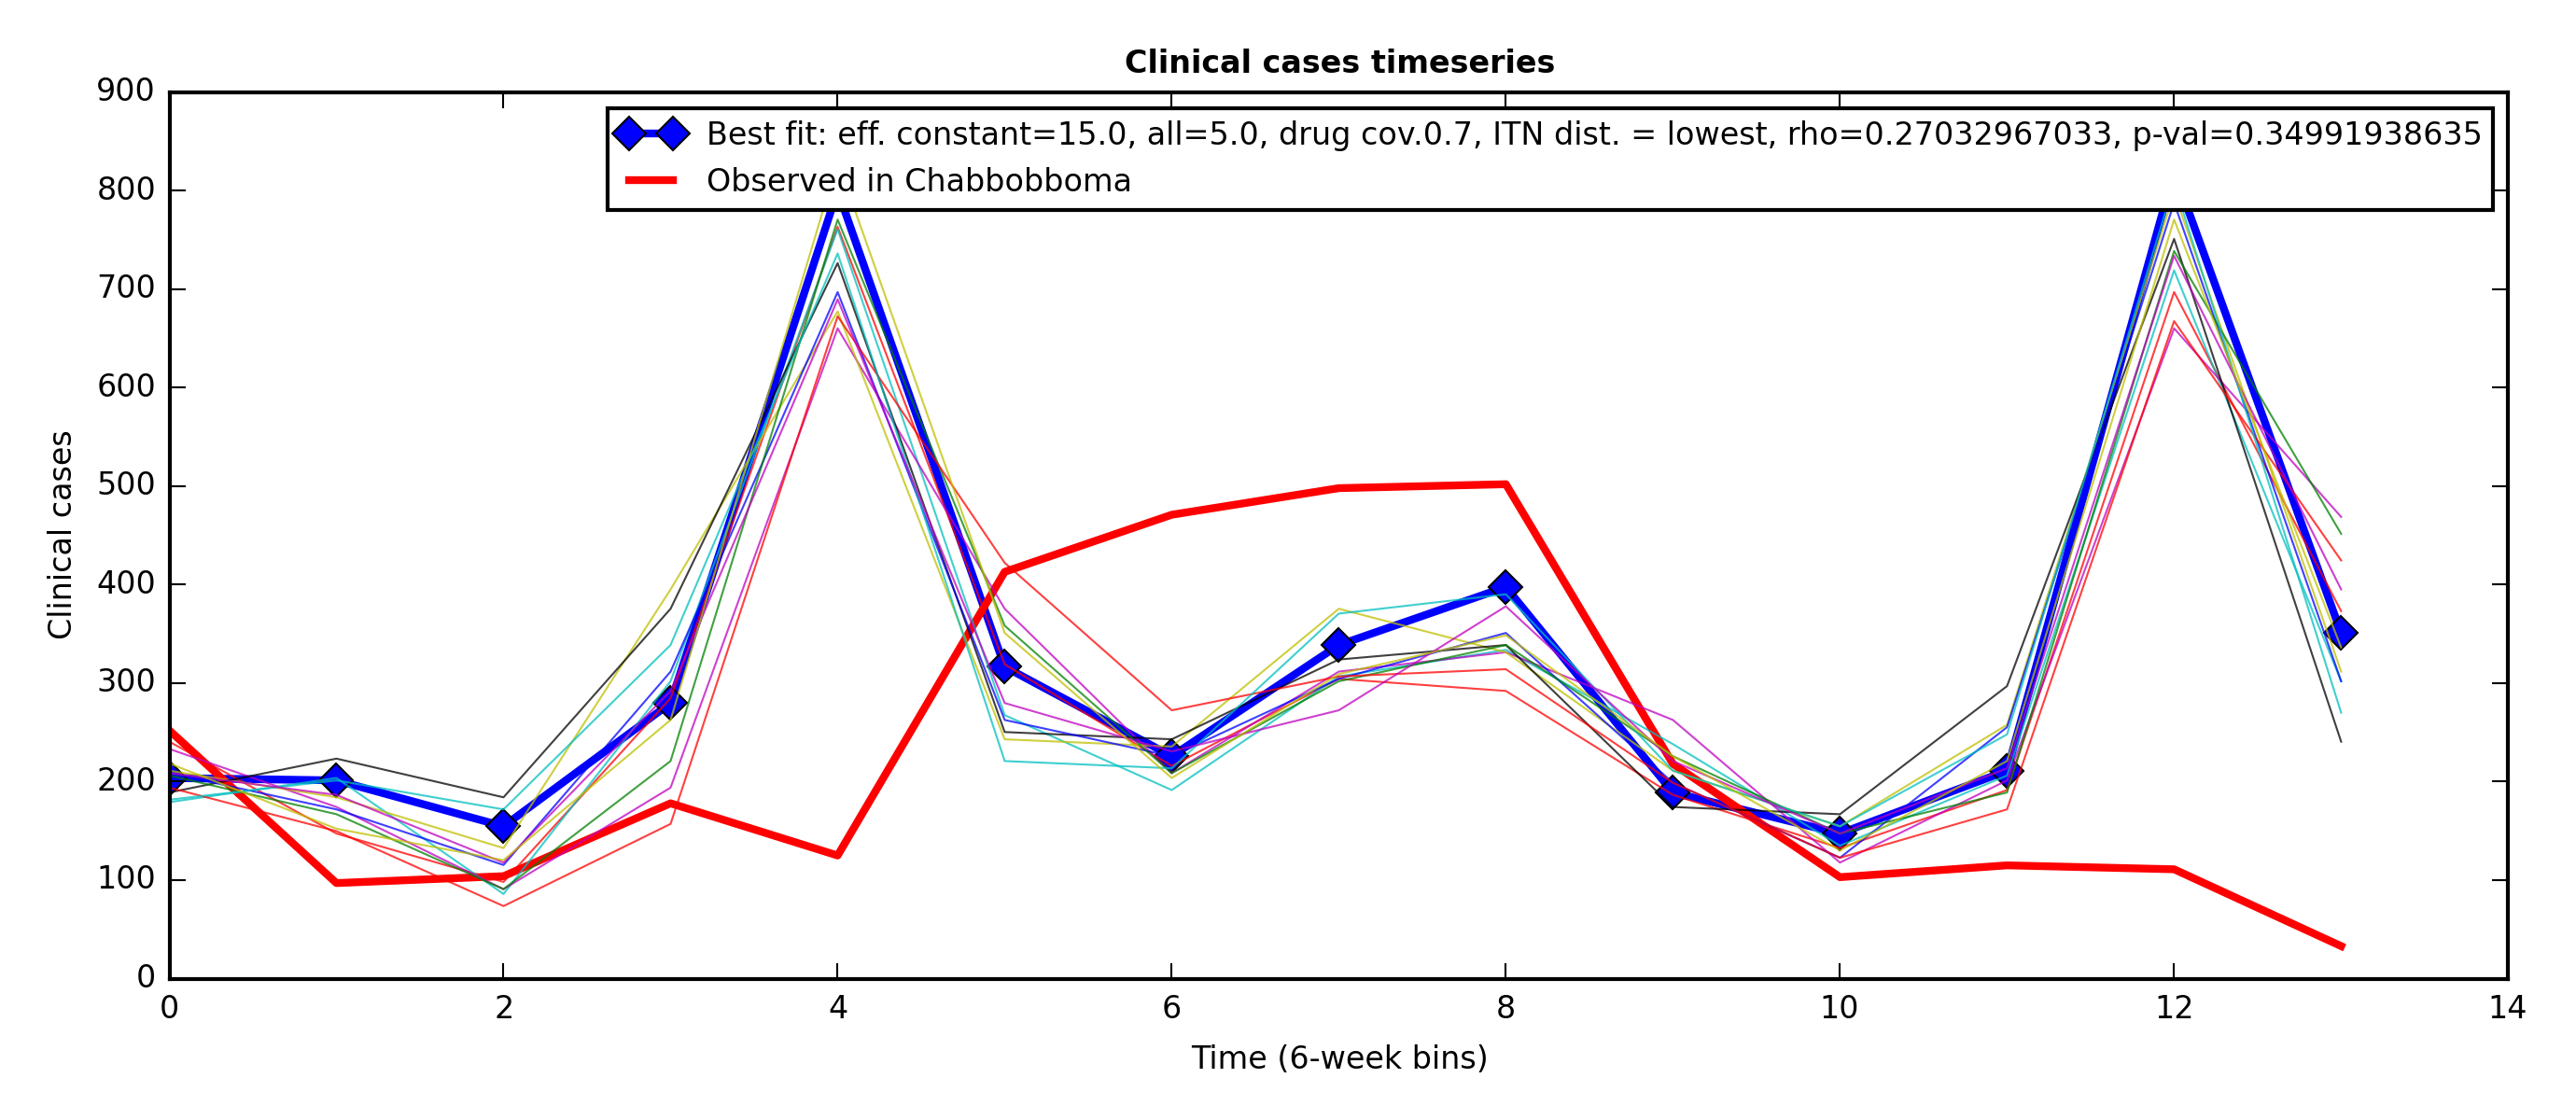 Clinical cases timeseries
900
800
700
600
500
400
300
200
100
0
Clinical cases
Best fit: eff. constant=15.0, all=5.0, drug cov.0.7, ITN dist. = lowest, rho=0.27032967033, p-val=0.34991938635
Observed in Chabbobboma
0 2 4 6 8 10 12 14
Time (6-week bins)